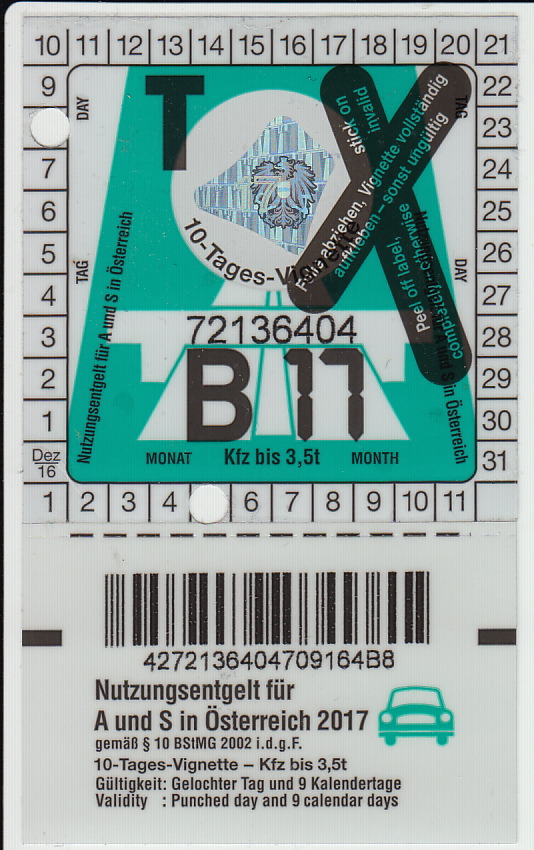 10 11 12 13 14 15 16 17 18 19 20 21
9 22
23
7 24
6 25
5 26
4 27
3 28
2 29
1 30
Dez 16 31
1 2 3 4 6 7 8 9 10 11
DAY
TAG
TAG
DAY
T
Folie abziehen, Vignette vollständig
aufkleben – sonst ungültig
Peel off label, stick on
completely – otherwise invalid
10-Tages-Vignette
Nutzungsentgelt für A und S in Österreich
A und S in Österreich
72136404
B 17
MONAT Kfz bis 3,5t MONTH
4272136404709164B8
Nutzungsentgelt für
A und S in Österreich 2017
gemäß § 10 BStMG 2002 i.d.g.F.
10-Tages-Vignette – Kfz bis 3,5t
Gültigkeit: Gelochter Tag und 9 Kalendertage
Validity : Punched day and 9 calendar days